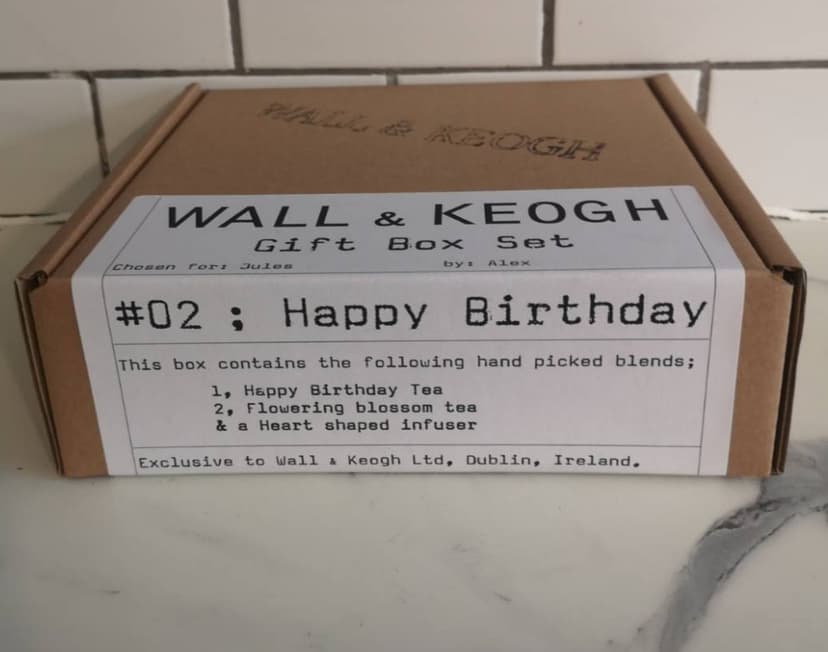 WALL & KEOGH
WALL & KEOGH
Gift Box Set
Chosen for: Jules by: Alex
#02 ; Happy Birthday
This box contains the following hand picked blends;
1, Happy Birthday Tea
2, Flowering blossom tea
& a Heart shaped infuser
Exclusive to Wall & Keogh Ltd, Dublin, Ireland.